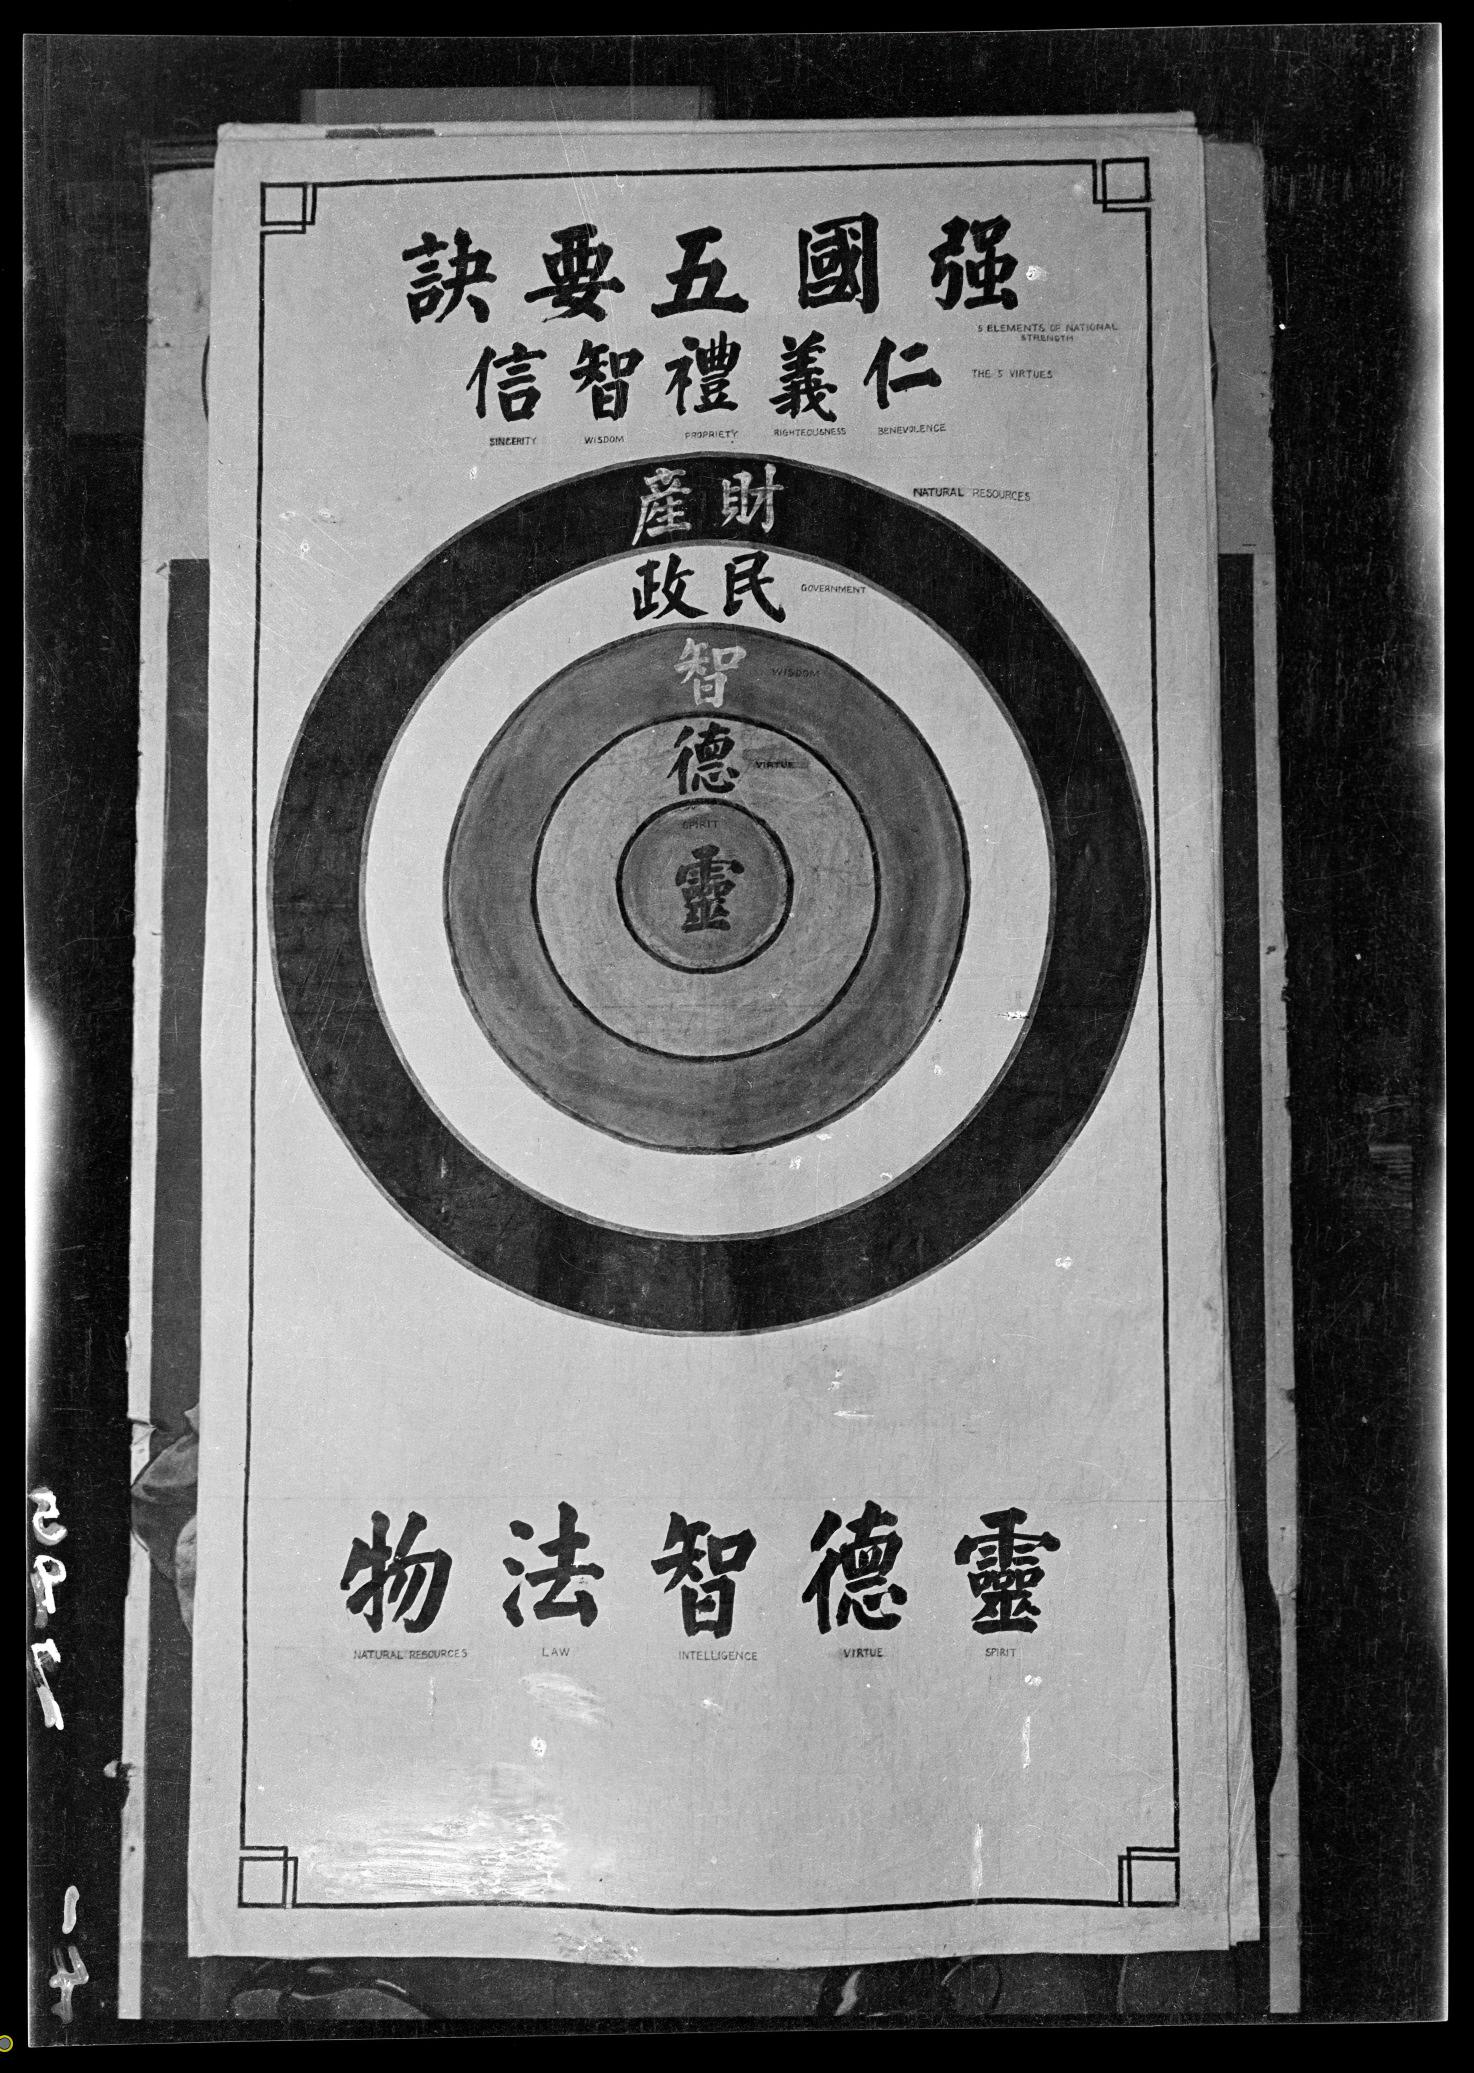 强國五要訣
5 ELEMENTS OF NATIONAL
STRENGTH
仁義禮智信
THE 5 VIRTUES
SINCERITY WISDOM PROPRIETY RIGHTEOUSNESS BENEVOLENCE
財產
NATURAL RESOURCES
民政
GOVERNMENT
智
WISDOM
德
VIRTUE
SPIRIT
靈
靈德智法物
NATURAL RESOURCES LAW INTELLIGENCE VIRTUE SPIRIT